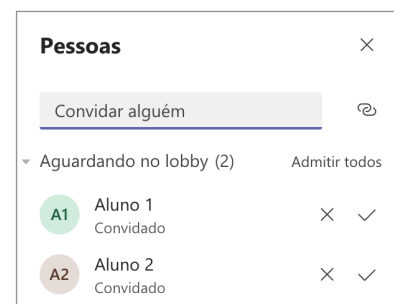 Pessoas
Convidar alguém
Aguardando no lobby (2) Admitir todos
A1 Aluno 1
Convidado
A2 Aluno 2
Convidado